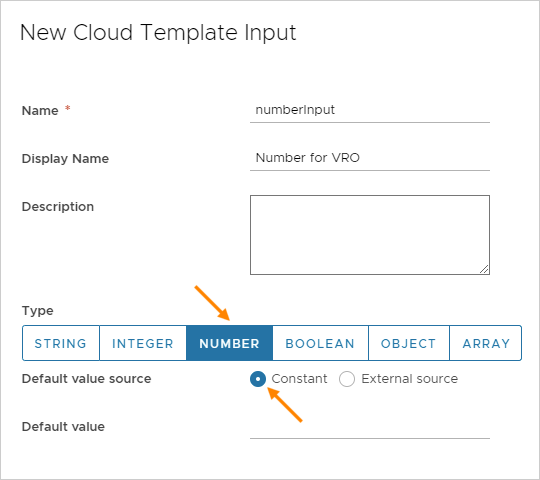 New Cloud Template Input
Name * numberInput
Display Name Number for VRO
Description
Type
STRING INTEGER NUMBER BOOLEAN OBJECT ARRAY
Default value source Constant External source
Default value